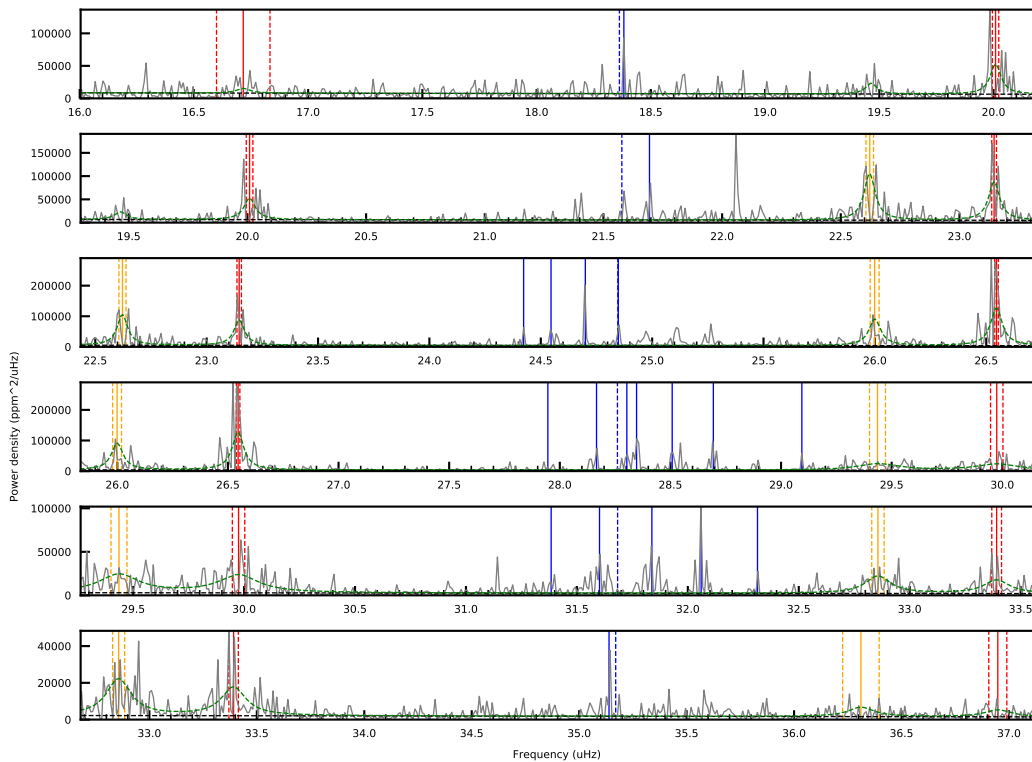 100000
50000
0
16.0 16.5 17.0 17.5 18.0 18.5 19.0 19.5 20.0
150000
100000
50000
0
19.5 20.0 20.5 21.0 21.5 22.0 22.5 23.0
200000
100000
0
22.5 23.0 23.5 24.0 24.5 25.0 25.5 26.0 26.5
200000
100000
0
26.0 26.5 27.0 27.5 28.0 28.5 29.0 29.5 30.0
Power density (ppm^2/uHz)
100000
50000
0
29.5 30.0 30.5 31.0 31.5 32.0 32.5 33.0 33.5
40000
20000
0
33.0 33.5 34.0 34.5 35.0 35.5 36.0 36.5 37.0
Frequency (uHz)